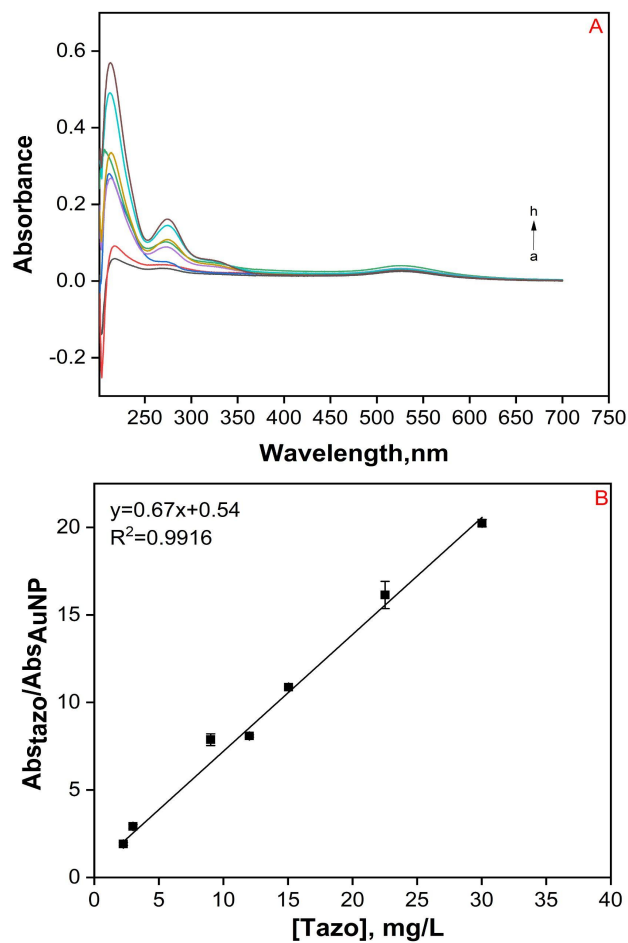 A
0.6
0.4
0.2
0.0
-0.2
Absorbance
h
a
250 300 350 400 450 500 550 600 650 700 750
Wavelength,nm
B
y=0.67x+0.54
R²=0.9916
20
15
10
5
0
Abstazo/AbsAuNP
0 5 10 15 20 25 30 35 40
[Tazo], mg/L